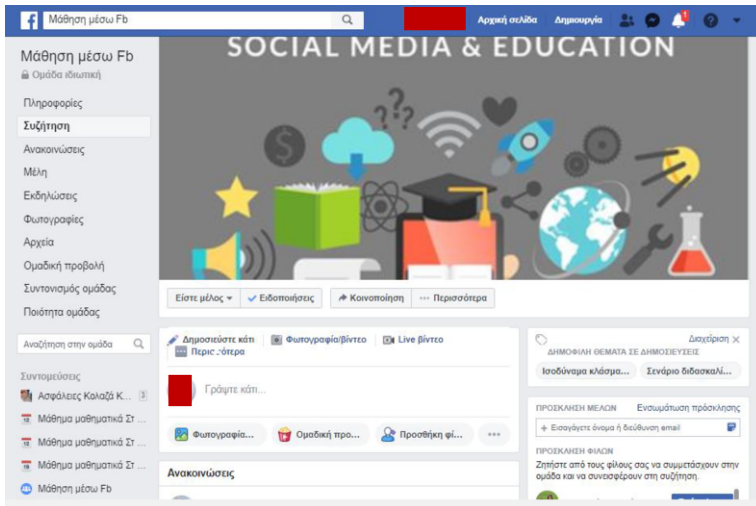 Μάθηση μέσω Fb
Αρχική σελίδα Δημιουργία
Μάθηση μέσω Fb
Ομάδα ιδιωτική
Πληροφορίες
Συζήτηση
Ανακοινώσεις
Μέλη
Εκδηλώσεις
Φωτογραφίες
Αρχεία
Ομαδική προβολή
Συντονισμός ομάδας
Ποιότητα ομάδας
Αναζήτηση στην ομάδα
Συντομεύσεις
Ασφάλειες Καλαζά Κ... 3
Μάθημα μαθηματικά Στ ...
Μάθημα μαθηματικά Στ ...
Μάθημα μαθηματικά Στ ...
Μάθηση μέσω Fb
SOCIAL MEDIA & EDUCATION
???
$
Είστε μέλος Ειδοποιήσεις Κοινοποίηση ··· Περισσότερα
Δημοσιεύστε κάτι Φωτογραφία/βίντεο Live βίντεο
Γράψτε κάτι...
Φωτογραφία... Ομαδική προ... Προσθήκη φί... ···
Ανακοινώσεις
Διαχείριση
ΔΗΜΟΦΙΛΗ ΘΕΜΑΤΑ ΣΕ ΔΗΜΟΣΙΕΥΣΕΙΣ
Ισοδύναμα κλάσμα... Σενάριο διδασκαλί...
ΠΡΟΣΚΛΗΣΗ ΜΕΛΩΝ Ενσωμάτωση πρόσκλησης
+ Εισαγάγετε όνομα ή διεύθυνση email
ΠΡΟΣΚΛΗΣΗ ΦΙΛΩΝ
Ζητήστε από τους φίλους σας να συμμετάσχουν στην
ομάδα και να συνεισφέρουν στη συζήτηση.